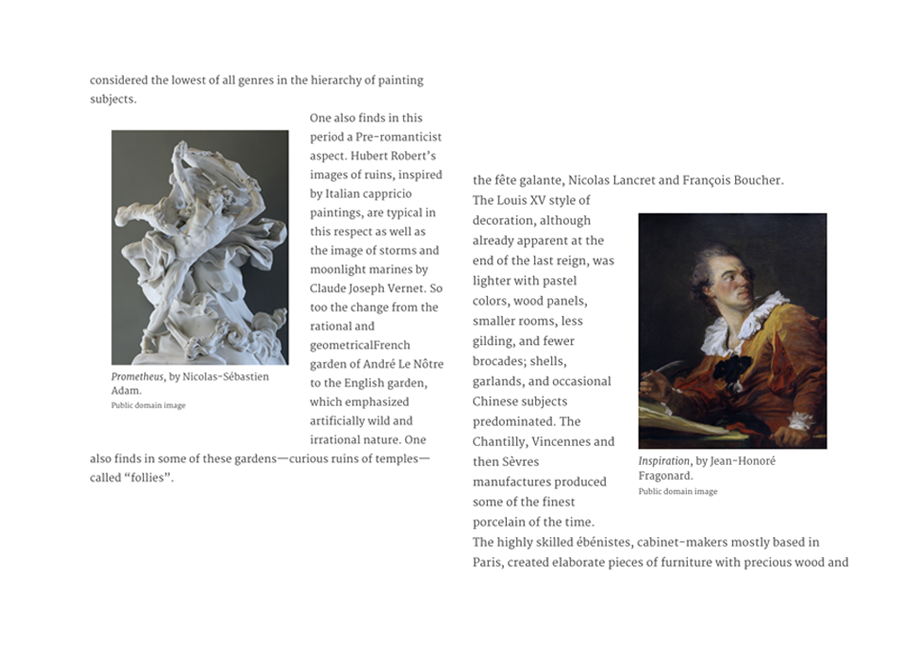 considered the lowest of all genres in the hierarchy of painting
subjects.
One also finds in this
period a Pre-romanticist
aspect. Hubert Robert's
images of ruins, inspired
by Italian cappricio
paintings, are typical in
this respect as well as
the image of storms and
moonlight marines by
Claude Joseph Vernet. So
too the change from the
rational and
geometricalFrench
garden of André Le Nôtre
to the English garden,
which emphasized
artificially wild and
irrational nature. One
also finds in some of these gardens—curious ruins of temples—
called “follies”.
Prometheus, by Nicolas-Sébastien
Adam.
Public domain image
the fête galante, Nicolas Lancret and François Boucher.
The Louis XV style of
decoration, although
already apparent at the
end of the last reign, was
lighter with pastel
colors, wood panels,
smaller rooms, less
gilding, and fewer
brocades; shells,
garlands, and occasional
Chinese subjects
predominated. The
Chantilly, Vincennes and
then Sèvres
manufactures produced
some of the finest
porcelain of the time.
The highly skilled ébénistes, cabinet-makers mostly based in
Paris, created elaborate pieces of furniture with precious wood and
Inspiration, by Jean-Honoré
Fragonard.
Public domain image